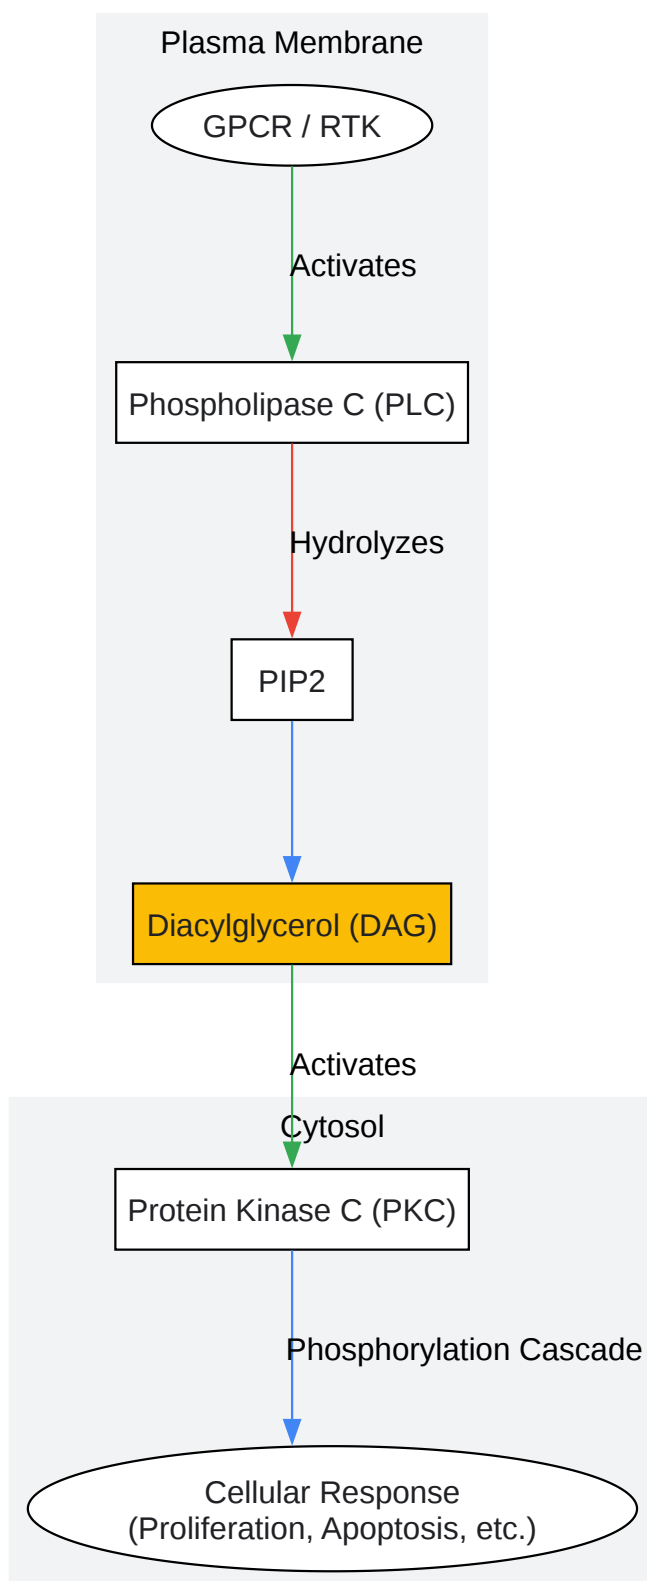 Plasma Membrane
GPCR / RTK
Activates
Phospholipase C (PLC)
Hydrolyzes
PIP2
Diacylglycerol (DAG)
Activates
Cytosol
Protein Kinase C (PKC)
Phosphorylation Cascade
Cellular Response
(Proliferation, Apoptosis, etc.)